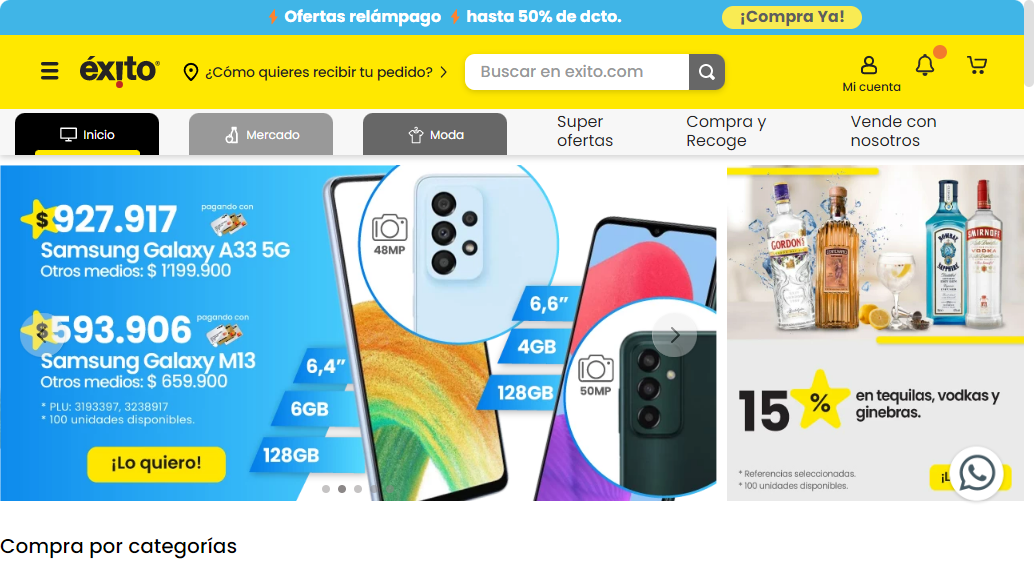 Ofertas relámpago hasta 50% de dcto.
¡Compra Ya!
éxito
¿Cómo quieres recibir tu pedido?
Buscar en exito.com
Mi cuenta
Inicio
Mercado
Moda
Super ofertas
Compra y Recoge
Vende con nosotros
$927.917
pagando con
Samsung Galaxy A33 5G
Otros medios: $ 1'199.900
$593.906
pagando con
Samsung Galaxy M13
Otros medios: $ 659.900
* PLU: 3193397, 3238917
* 100 unidades disponibles.
¡Lo quiero!
48MP
6,4”
6GB
128GB
6,6”
4GB
128GB
50MP
GORDON'S
BOMBAY
SAPPHIRE
SMIRNOFF
VODKA
15%
en tequilas, vodkas y
ginebras.
* Referencias seleccionadas.
* 100 unidades disponibles.
Compra por categorías